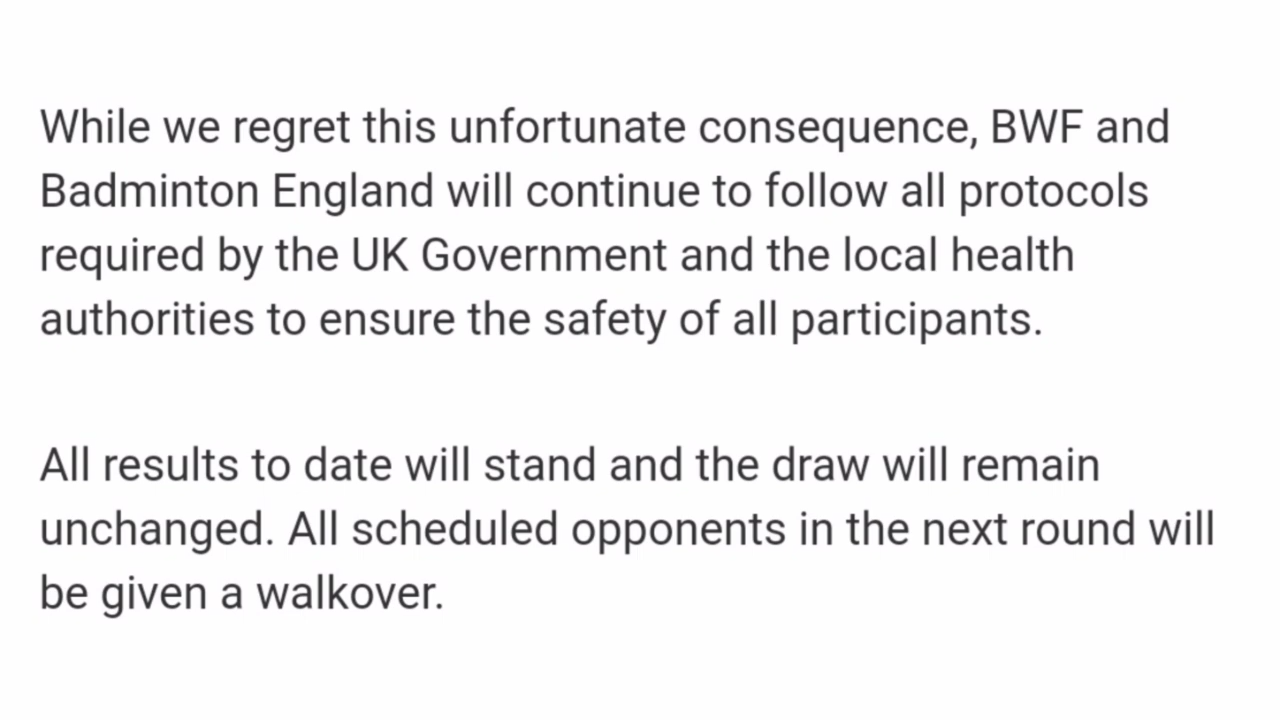 While we regret this unfortunate consequence, BWF and
Badminton England will continue to follow all protocols
required by the UK Government and the local health
authorities to ensure the safety of all participants.
All results to date will stand and the draw will remain
unchanged. All scheduled opponents in the next round will
be given a walkover.